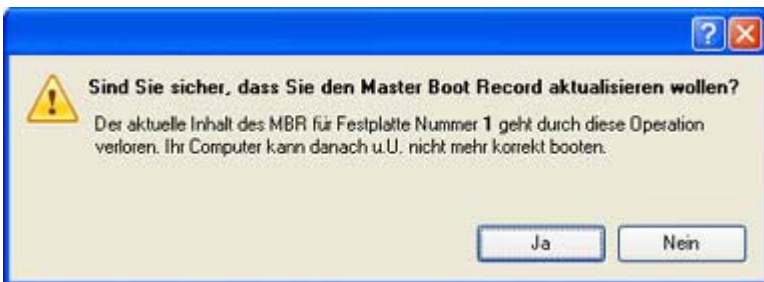 Sind Sie sicher, dass Sie den Master Boot Record aktualisieren wollen?
Der aktuelle Inhalt des MBR für Festplatte Nummer 1 geht durch diese Operation
verloren. Ihr Computer kann danach u.U. nicht mehr korrekt booten.
Ja
Nein